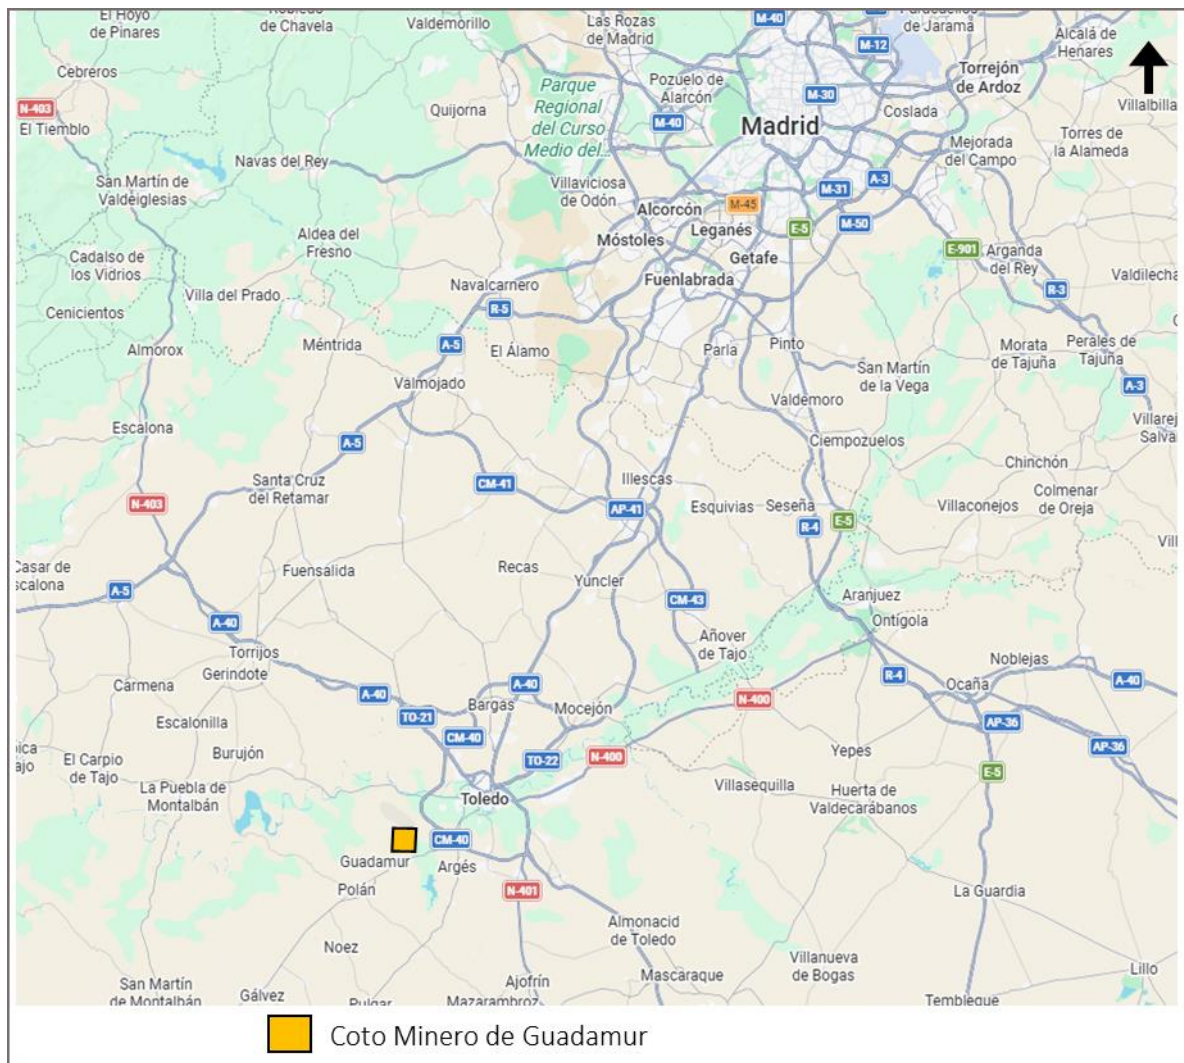 El Hoyo
de Pinares
Robledo
de Chavela
Valdemorillo
Las Rozas
de Madrid
M-40
M-12
Paracuellos
de Jarama
Alcalá de
Henares
Cebreros
N-403
El Tiemblo
Quijorna
Parque
Regional
del Curso
Medio del...
Pozuelo de
Alarcón
M-40
M-30
Madrid
Coslada
Torrejón
de Ardoz
Villalbilla
Mejorada
del Campo
Torres de
la Alameda
Navas del Rey
San Martín de
Valdeiglesias
Villaviciosa
de Odón
Alcorcón
M-45
M-31
A-3
M-50
Leganés
E-5
Móstoles
Getafe
Aldea del
Fresno
E-901
Arganda
del Rey
Cadalso de
los Vidrios
Villa del Prado
Navalcarnero
Fuenlabrada
Valdilecha
R-3
R-5
Cenicientos
Almorox
Méntrida
A-5
El Álamo
Parla
Pinto
Morata
de Tajuña
Perales de
Tajuña
San Martín
de la Vega
A-3
Valmojado
Valdemoro
Villarej
Salva
Escalona
A-5
Ciempozuelos
Chinchón
Santa Cruz
del Retamar
CM-41
Illescas
Colmenar
de Oreja
N-403
AP-41
Esquivias
Seseña
R-4
E-5
Villaconejos
Vill
Casar de
scalona
A-5
Fuensalida
Recas
Yuncler
CM-43
Aranjuez
Ontígola
A-40
Torrijos
Añover
de Tajo
Noblejas
Gerindote
Carmena
A-40
A-40
N-400
R-4
Ocaña
A-40
Escalonilla
TO-21
Bargas
Mocejón
AP-36
CM-40
AP-36
Burujón
El Carpio
de Tajo
TO-22
N-400
Yepes
E-5
La Puebla de
Montalbán
Toledo
Villasequilla
Huerta de
Valdecarábanos
CM-40
Guadamur
Argés
Polán
N-401
La Guardia
Almonacid
de Toledo
Noez
Villanueva
de Bogas
Mascaraque
Lillo
San Martín
de Montalbán
Gálvez
Pulgar
Ajofrín
Mazarambroz
Tembleque
Coto Minero de Guadamur